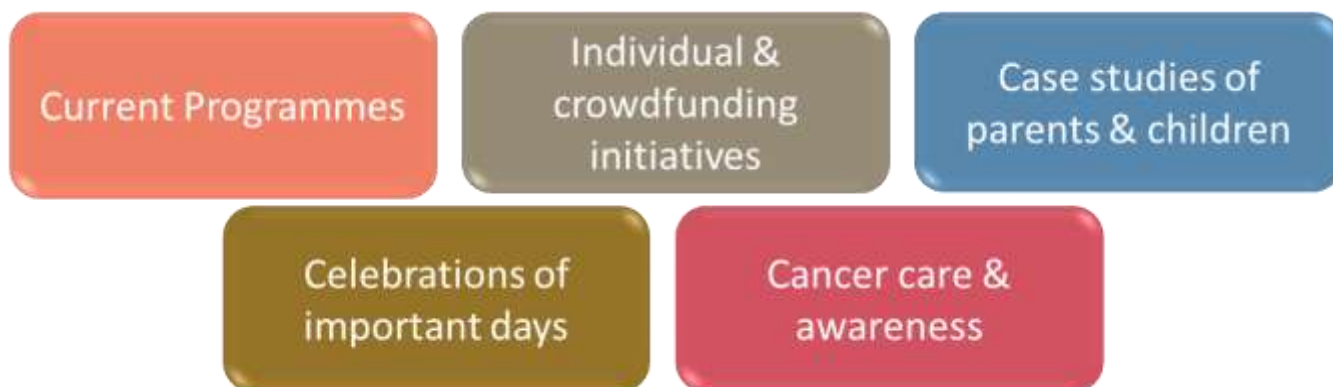 Current Programmes
Individual &
crowdfunding
initiatives
Case studies of
parents & children
Celebrations of
important days
Cancer care &
awareness